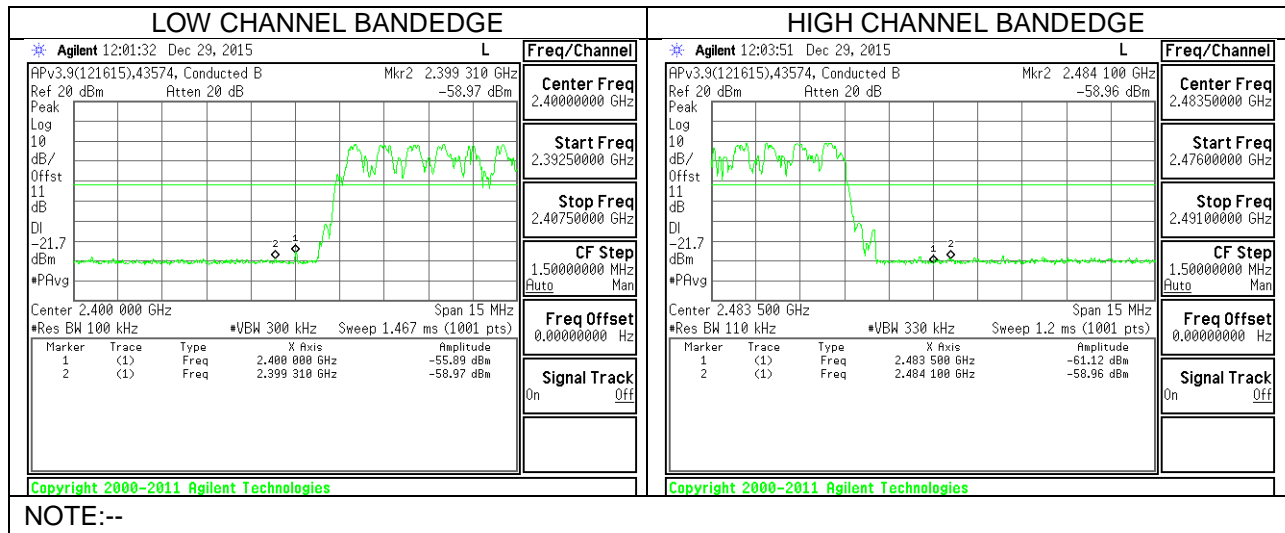 LOW CHANNEL BANDEDGE
Agilent 12:01:32 Dec 29, 2015 L Freq/Channel
APv3.9(121615),43574, Conducted B Mkr2 2.399 310 GHz
Ref 20 dBm Atten 20 dB -58.97 dBm
Peak
Log
10
dB/
Offst
11
dB
DI
-21.7
dBm
#PAvg
2 1
Center 2.400 000 GHz Span 15 MHz
#Res BW 100 kHz #VBW 300 kHz Sweep 1.467 ms (1001 pts)
Marker Trace Type X Axis Amplitude
1 (1) Freq 2.400 000 GHz -55.89 dBm
2 (1) Freq 2.399 310 GHz -58.97 dBm
Center Freq
2.40000000 GHz
Start Freq
2.39250000 GHz
Stop Freq
2.40750000 GHz
CF Step
1.50000000 MHz
Auto Man
Freq Offset
0.00000000 Hz
Signal Track
On Off
Copyright 2000-2011 Agilent Technologies
HIGH CHANNEL BANDEDGE
Agilent 12:03:51 Dec 29, 2015 L Freq/Channel
APv3.9(121615),43574, Conducted B Mkr2 2.484 100 GHz
Ref 20 dBm Atten 20 dB -58.96 dBm
Peak
Log
10
dB/
Offst
11
dB
DI
-21.7
dBm
#PAvg
1 2
Center 2.483 500 GHz Span 15 MHz
#Res BW 110 kHz #VBW 330 kHz Sweep 1.2 ms (1001 pts)
Marker Trace Type X Axis Amplitude
1 (1) Freq 2.483 500 GHz -61.12 dBm
2 (1) Freq 2.484 100 GHz -58.96 dBm
Center Freq
2.48350000 GHz
Start Freq
2.47600000 GHz
Stop Freq
2.49100000 GHz
CF Step
1.50000000 MHz
Auto Man
Freq Offset
0.00000000 Hz
Signal Track
On Off
Copyright 2000-2011 Agilent Technologies
NOTE:--